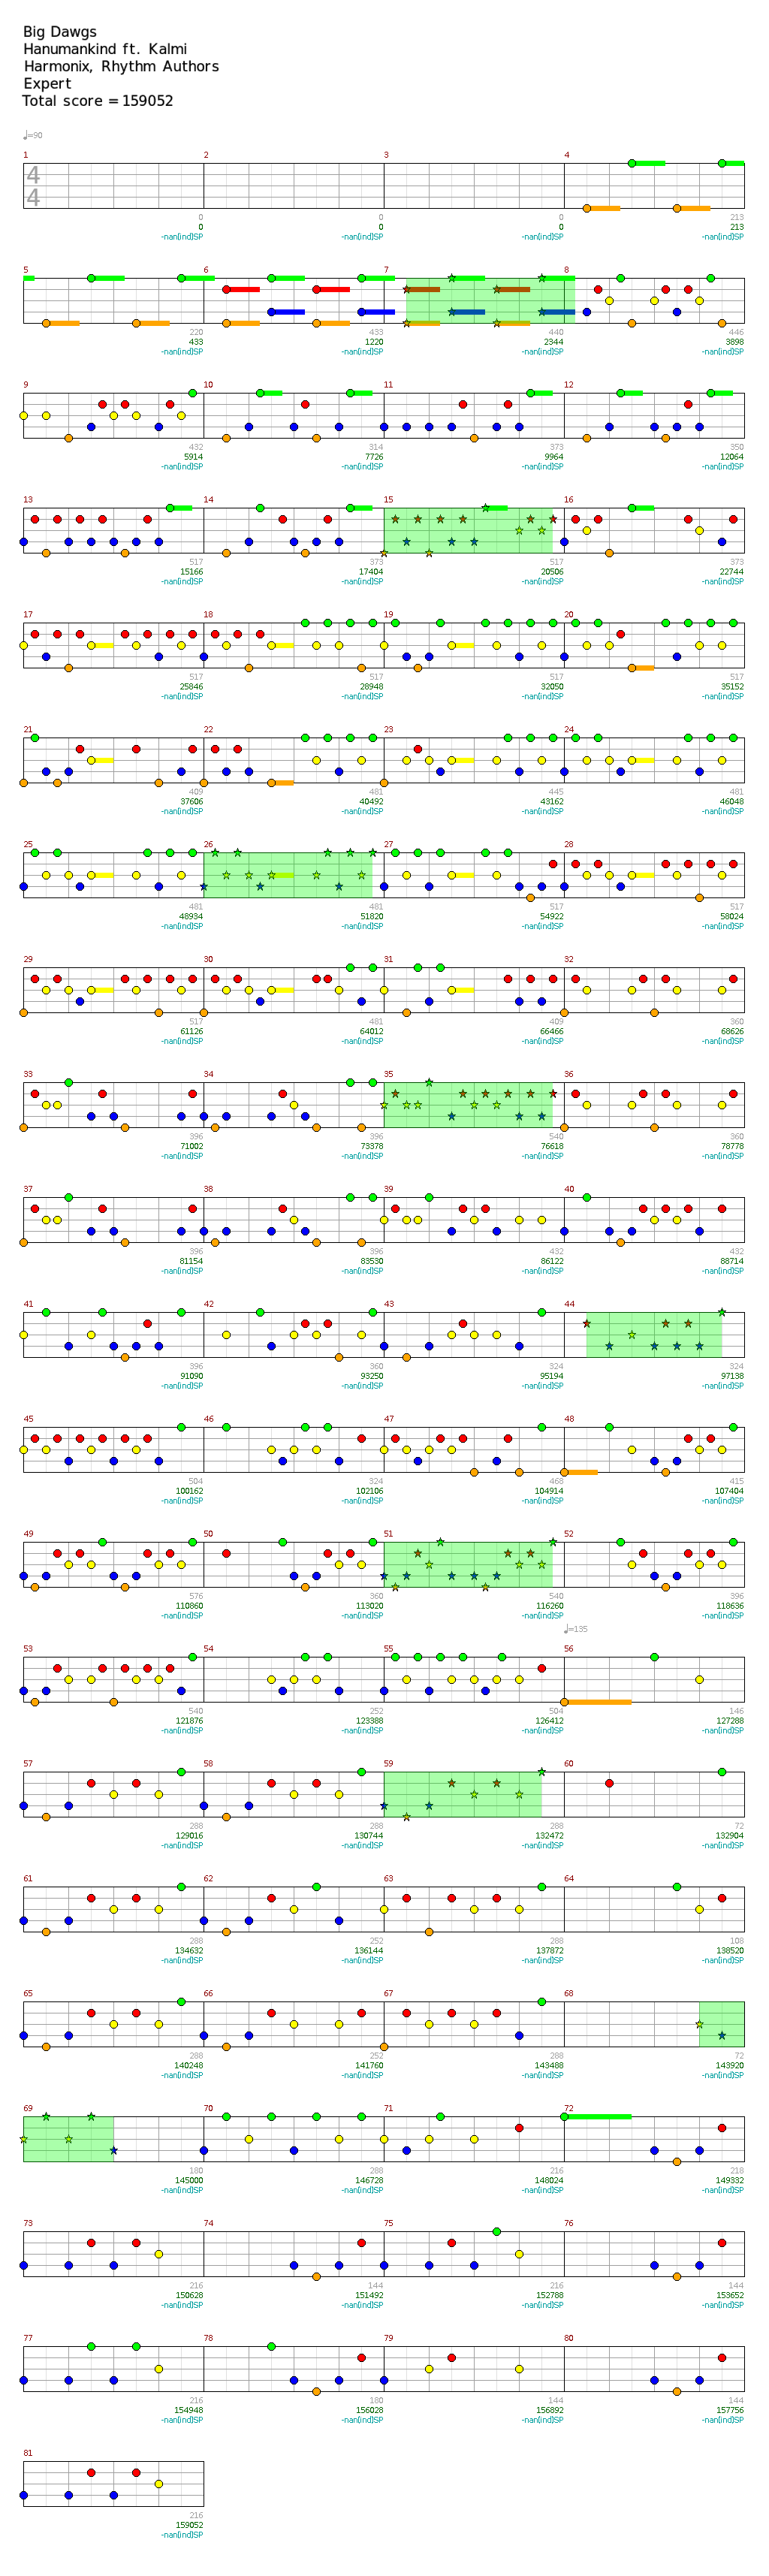 Big Dawgs
Hanumankind ft. Kalmi
Harmonix, Rhythm Authors
Expert
Total score = 159052
♩=90
1 2 3 4
4
4
0 0 0 213
0 0 0 213
-nan(ind)SP -nan(ind)SP -nan(ind)SP -nan(ind)SP
5 6 7 8
220 433 440 446
433 1220 2344 3898
-nan(ind)SP -nan(ind)SP -nan(ind)SP -nan(ind)SP
9 10 11 12
432 314 373 350
5914 7726 9964 12064
-nan(ind)SP -nan(ind)SP -nan(ind)SP -nan(ind)SP
13 14 15 16
517 373 517 373
15166 17404 20506 22744
-nan(ind)SP -nan(ind)SP -nan(ind)SP -nan(ind)SP
17 18 19 20
517 517 517 517
25846 28948 32050 35152
-nan(ind)SP -nan(ind)SP -nan(ind)SP -nan(ind)SP
21 22 23 24
409 481 445 481
37606 40492 43162 46048
-nan(ind)SP -nan(ind)SP -nan(ind)SP -nan(ind)SP
25 26 27 28
481 481 517 517
48934 51820 54922 58024
-nan(ind)SP -nan(ind)SP -nan(ind)SP -nan(ind)SP
29 30 31 32
517 481 409 360
61126 64012 66466 68626
-nan(ind)SP -nan(ind)SP -nan(ind)SP -nan(ind)SP
33 34 35 36
396 396 540 360
71002 73378 76618 78778
-nan(ind)SP -nan(ind)SP -nan(ind)SP -nan(ind)SP
37 38 39 40
396 396 432 432
81154 83530 86122 88714
-nan(ind)SP -nan(ind)SP -nan(ind)SP -nan(ind)SP
41 42 43 44
396 360 324 324
91090 93250 95194 97138
-nan(ind)SP -nan(ind)SP -nan(ind)SP -nan(ind)SP
45 46 47 48
504 324 468 415
100162 102106 104914 107404
-nan(ind)SP -nan(ind)SP -nan(ind)SP -nan(ind)SP
49 50 51 52
576 360 540 396
110860 113020 116260 118636
-nan(ind)SP -nan(ind)SP -nan(ind)SP -nan(ind)SP
♩=135
53 54 55 56
540 252 504 146
121876 123388 126412 127288
-nan(ind)SP -nan(ind)SP -nan(ind)SP -nan(ind)SP
57 58 59 60
288 288 288 72
129016 130744 132472 132904
-nan(ind)SP -nan(ind)SP -nan(ind)SP -nan(ind)SP
61 62 63 64
288 252 288 108
134632 136144 137872 138520
-nan(ind)SP -nan(ind)SP -nan(ind)SP -nan(ind)SP
65 66 67 68
288 252 288 72
140248 141760 143488 143920
-nan(ind)SP -nan(ind)SP -nan(ind)SP -nan(ind)SP
69 70 71 72
180 288 216 218
145000 146728 148024 149332
-nan(ind)SP -nan(ind)SP -nan(ind)SP -nan(ind)SP
73 74 75 76
216 144 216 144
150628 151492 152788 153652
-nan(ind)SP -nan(ind)SP -nan(ind)SP -nan(ind)SP
77 78 79 80
216 180 144 144
154948 156028 156892 157756
-nan(ind)SP -nan(ind)SP -nan(ind)SP -nan(ind)SP
81
216
159052
-nan(ind)SP